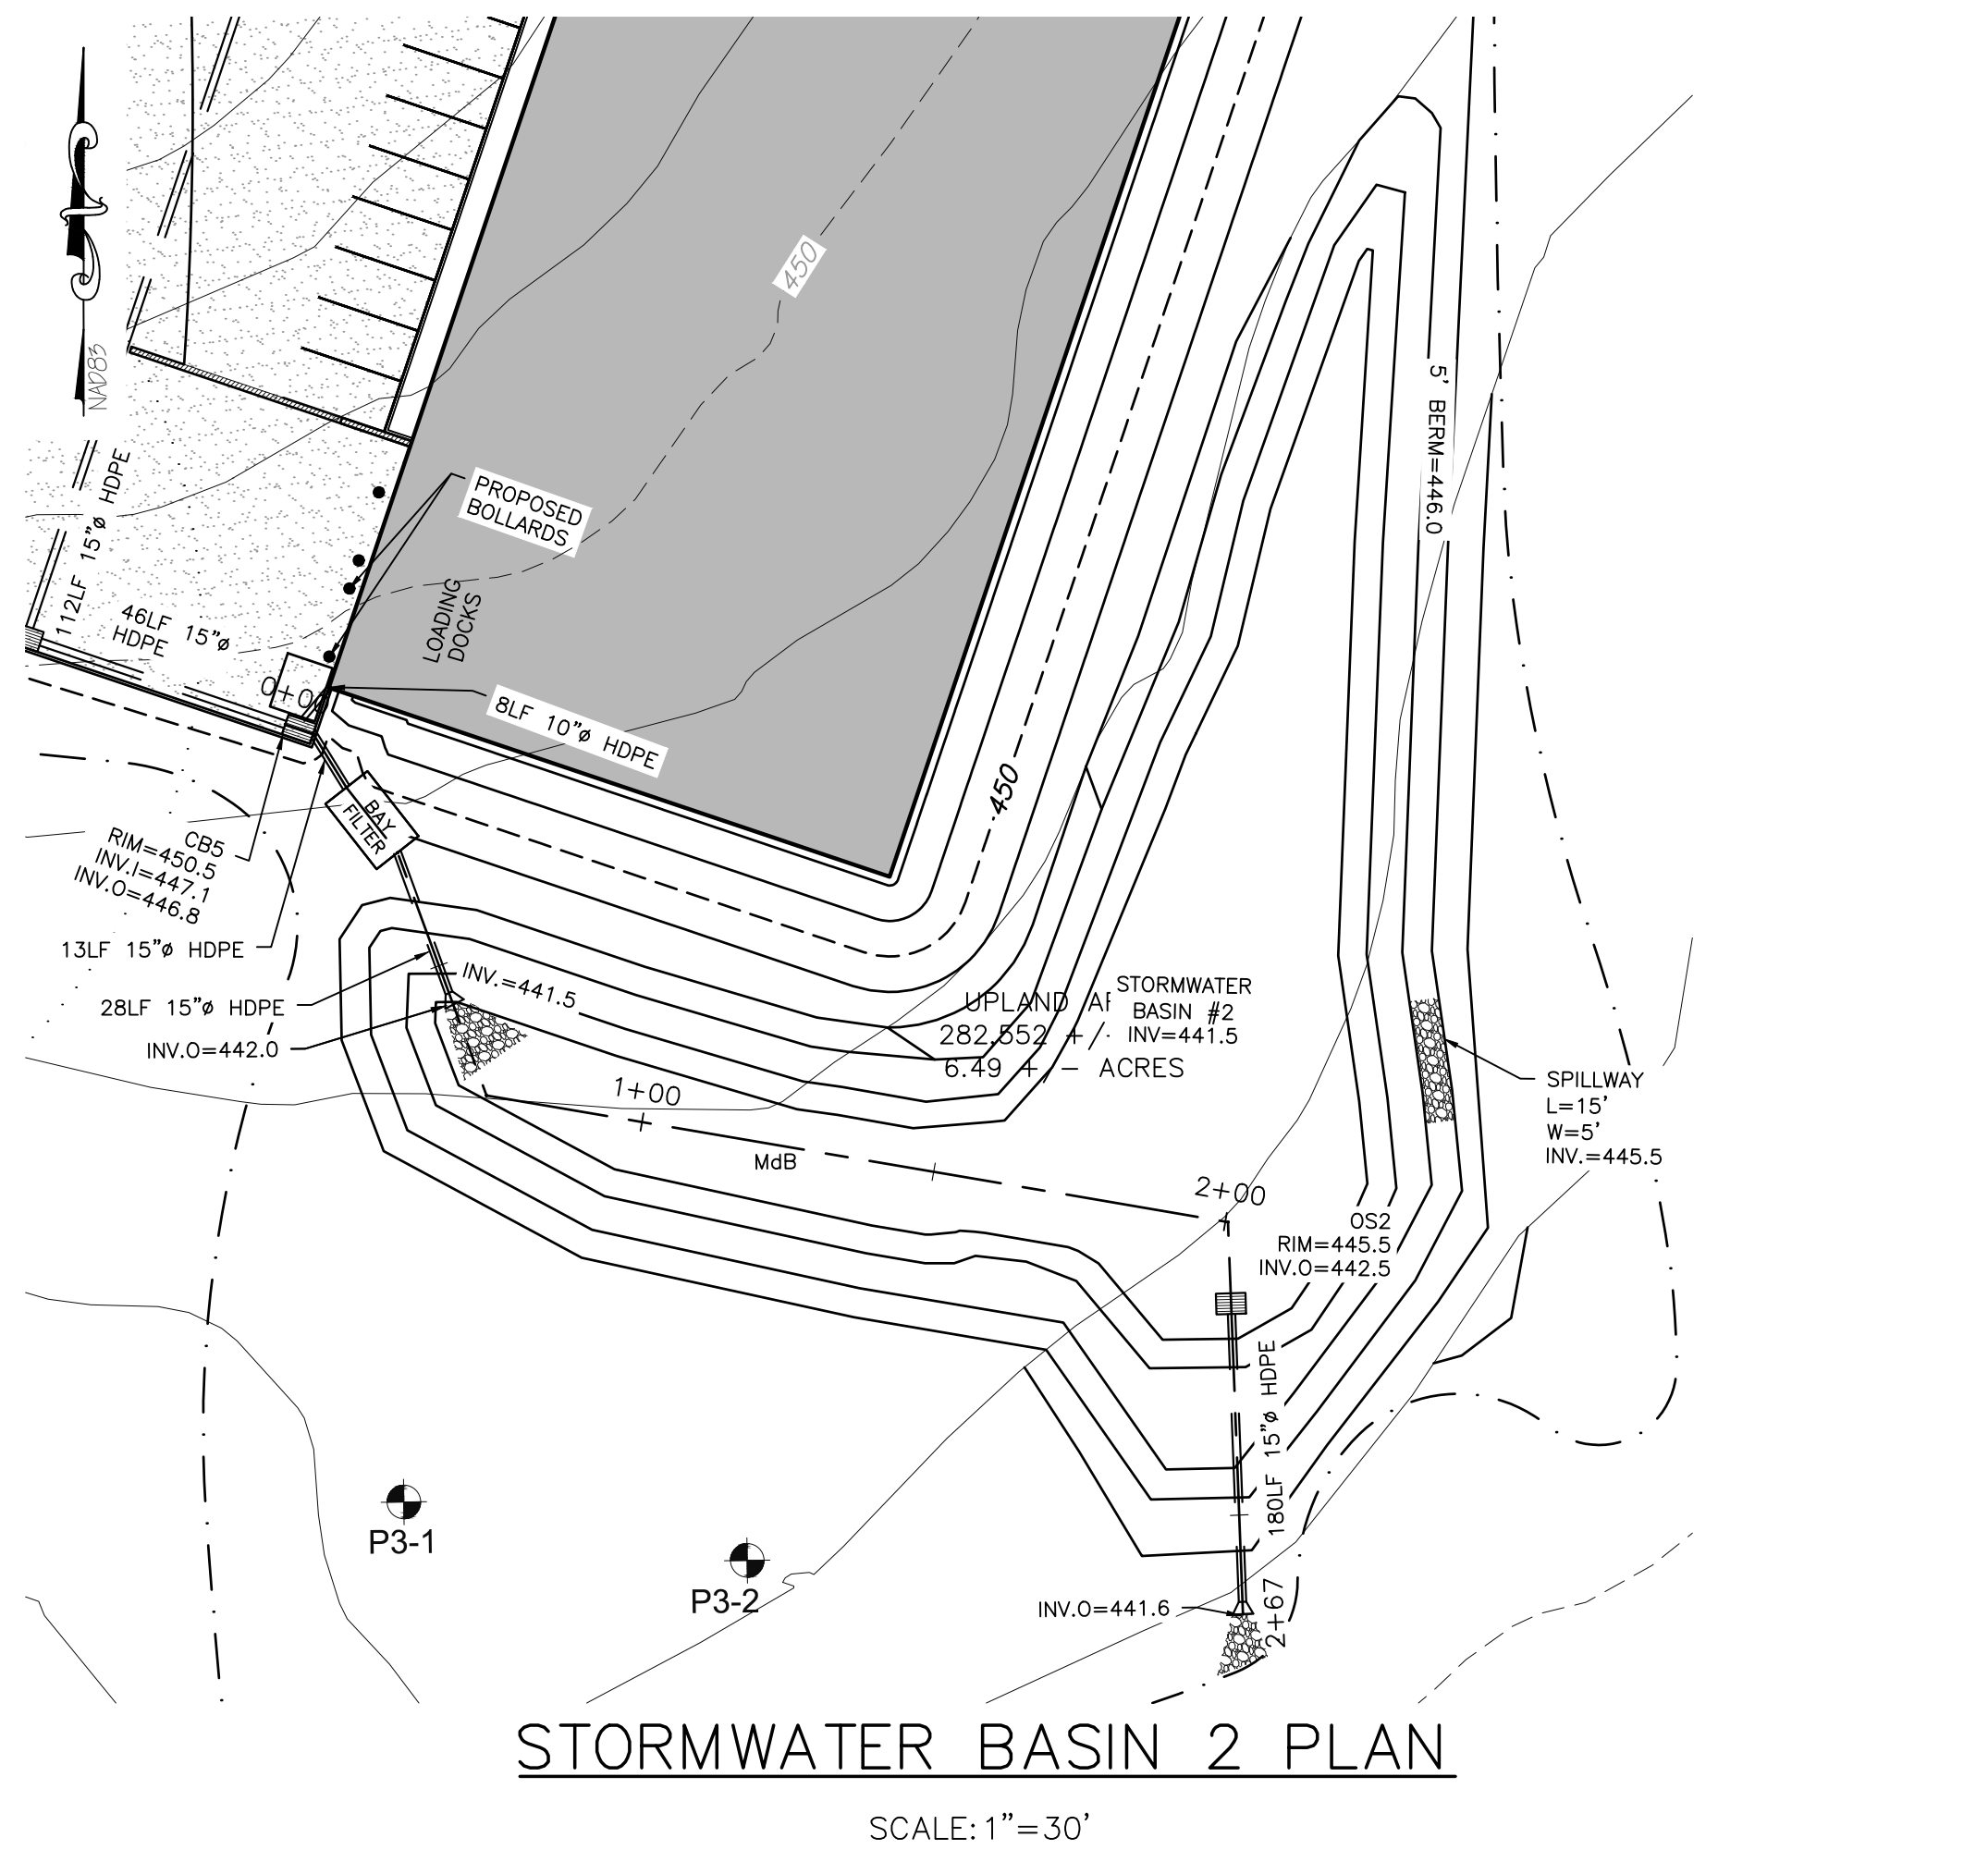 NAD83
450
PROPOSED
BOLLARDS
5' BERM=446.0
112LF 15"ø HDPE
46LF 15"ø
HDPE
LOADING
DOCKS
8LF 10"ø HDPE
450
BAY
FILTER
CB5
RIM=450.5
INV.I=447.1
INV.O=446.8
13LF 15"ø HDPE
28LF 15"ø HDPE
INV.O=442.0
INV.=441.5
UPLAND
282,552 +/-
6.49 +/- ACRES
STORMWATER
BASIN #2
INV=441.5
1+00
MdB
2+00
SPILLWAY
L=15'
W=5'
INV.=445.5
OS2
RIM=445.5
INV.O=442.5
180LF 15"ø HDPE
P3-1
P3-2
INV.O=441.6
2+67
STORMWATER BASIN 2 PLAN
SCALE: 1"=30'